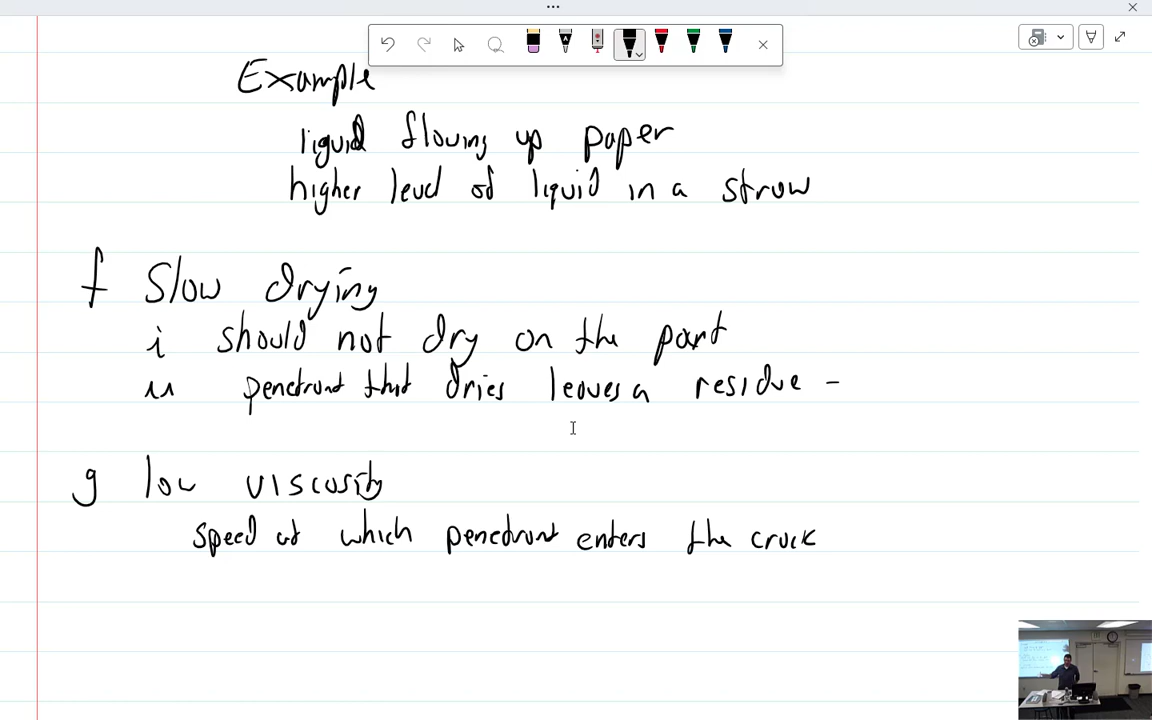 Example
liquid flowing up paper
higher level of liquid in a straw
f Slow drying
i should not dry on the part
ii penetrant that dries leaves a residue -
g low viscosity
speed at which penetrant enters the crack